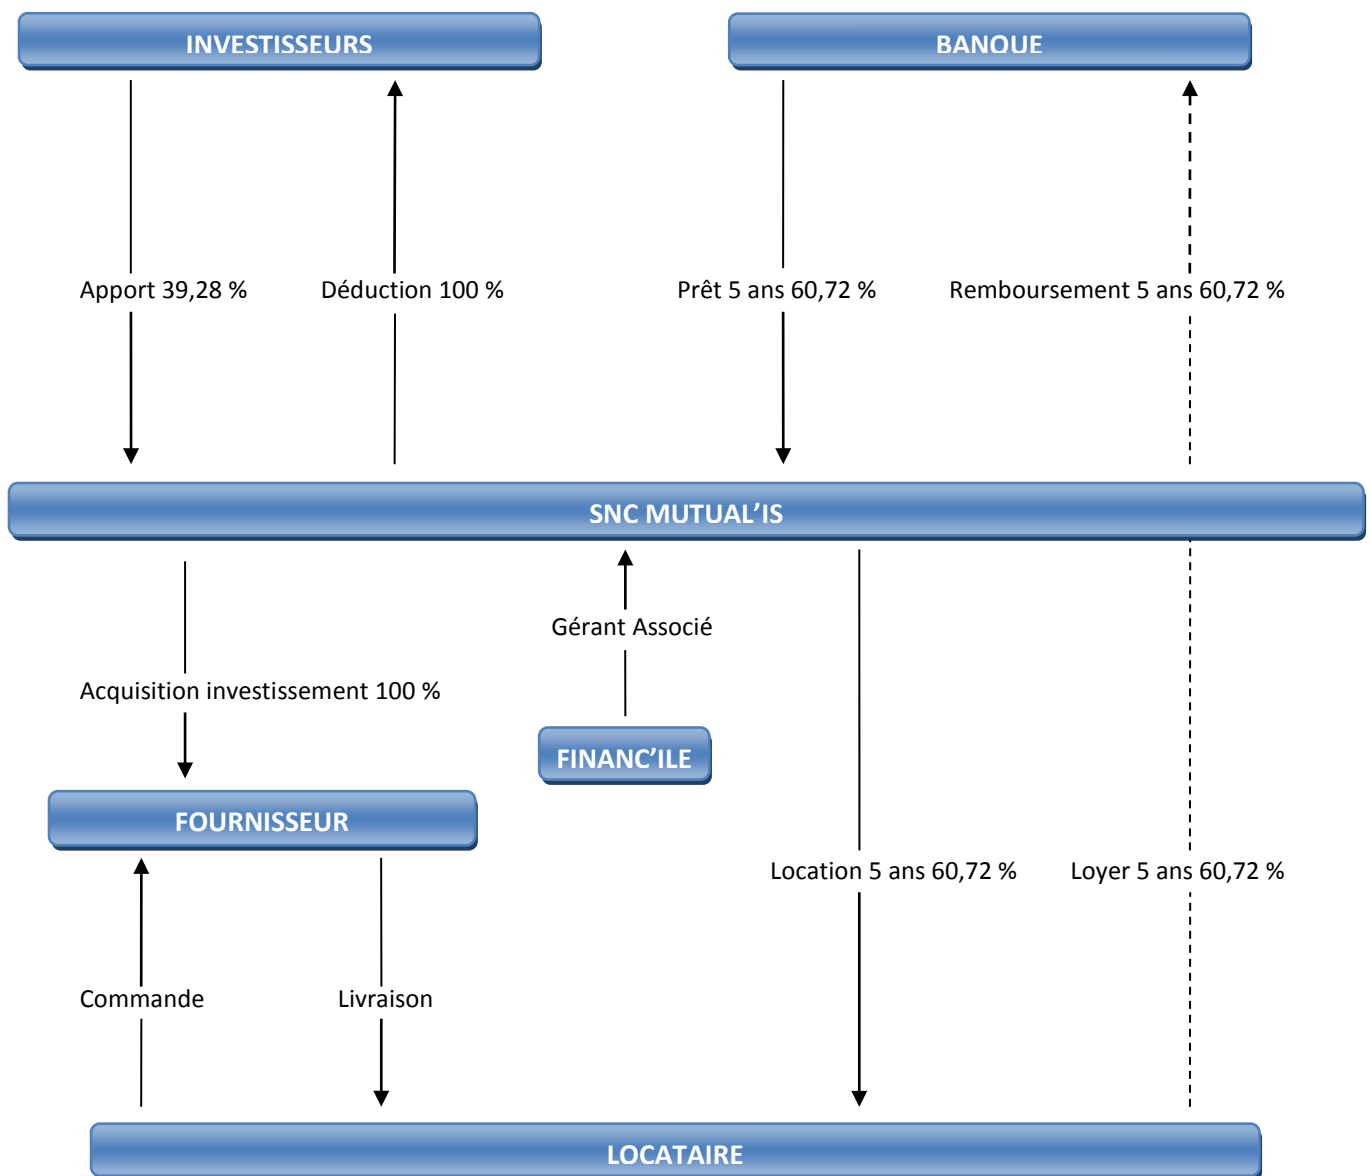 INVESTISSEURS
BANQUE
Apport 39,28 %
Déduction 100 %
Prêt 5 ans 60,72 %
Remboursement 5 ans 60,72 %
SNC MUTUAL’IS
Gérant Associé
Acquisition investissement 100 %
FINANC’ILE
FOURNISSEUR
Location 5 ans 60,72 %
Loyer 5 ans 60,72 %
Commande
Livraison
LOCATAIRE